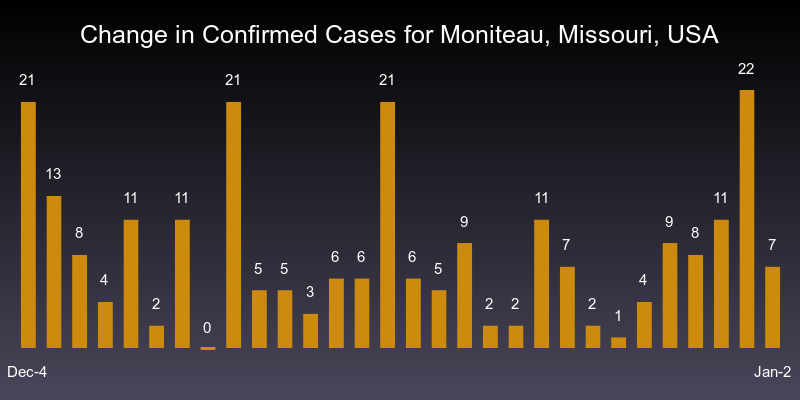 Change in Confirmed Cases for Moniteau, Missouri, USA
21 13 8 4 11 2 11 0 21 5 5 3 6 6 21 6 5 9 2 2 11 7 2 1 4 9 8 11 22 7
Dec-4 Jan-2